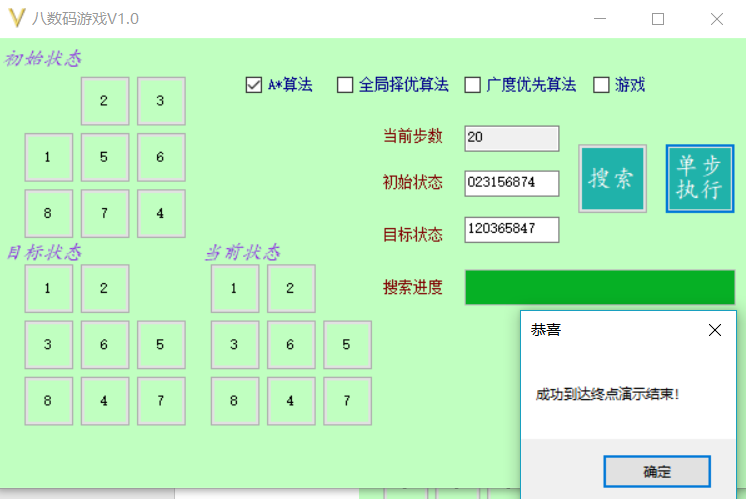 八数码游戏V1.0
初始状态
A*算法 全局择优算法 广度优先算法 游戏
2 3
1 5 6
8 7 4
当前步数 20
初始状态 023156874
目标状态 120365847
搜索进度
搜索
单步
执行
目标状态
1 2
3 6 5
8 4 7
当前状态
1 2
3 6 5
8 4 7
恭喜
成功到达终点演示结束!
确定